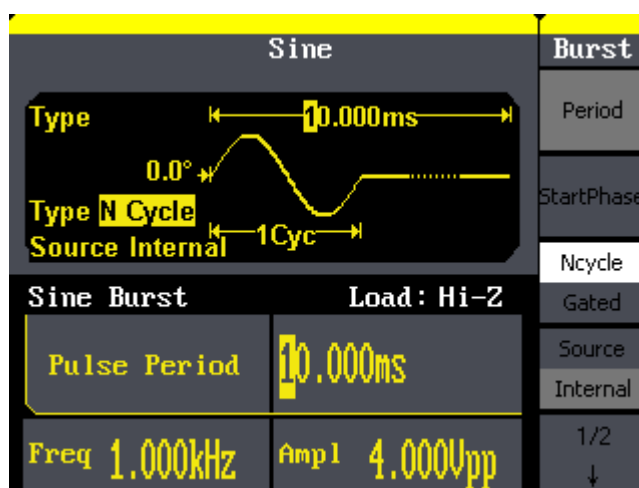 Sine
Burst
Type
10.000ms
Period
0.0°
StartPhase
Type N Cycle
1Cyc
Source Internal
Ncycle
Sine Burst
Load: Hi-Z
Gated
Pulse Period
10.000ms
Source
Internal
Freq 1.000kHz
Ampl 4.000Vpp
1/2
↓